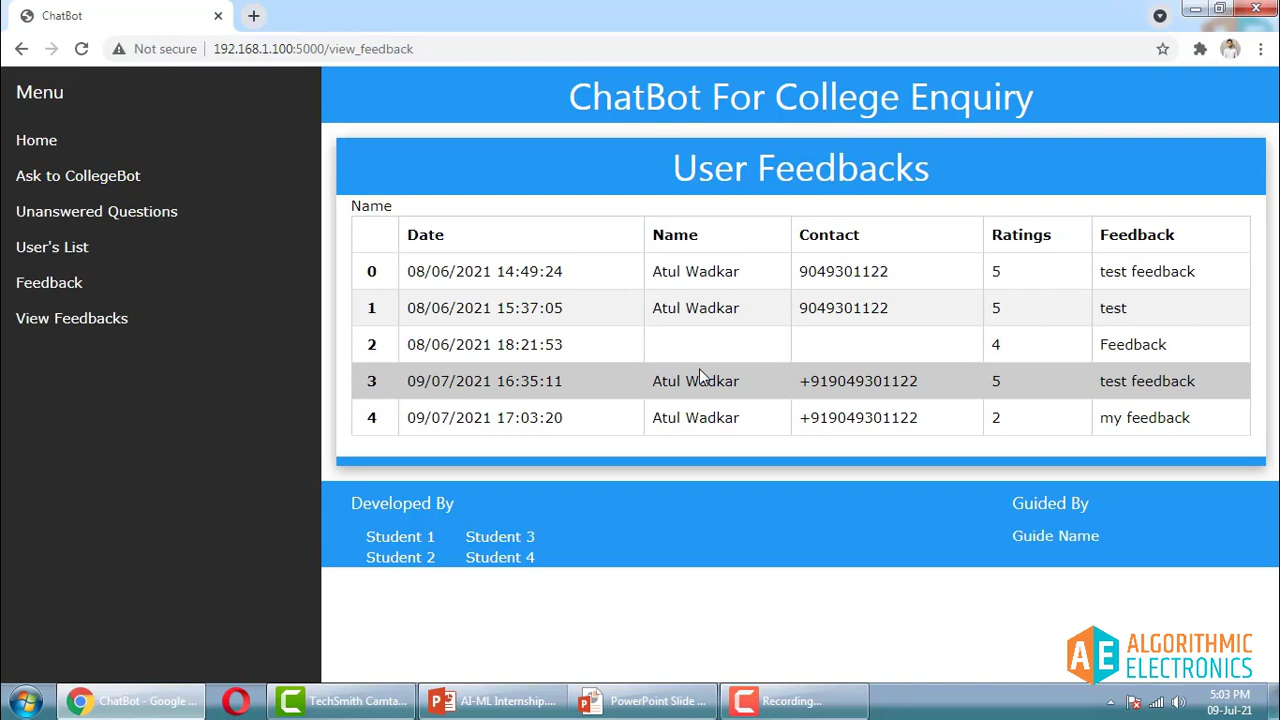 ChatBot
Not secure
192.168.1.100:5000/view_feedback
Menu
Home
Ask to CollegeBot
Unanswered Questions
User's List
Feedback
View Feedbacks
ChatBot For College Enquiry
User Feedbacks
Name
Date Name Contact Ratings Feedback
0 08/06/2021 14:49:24 Atul Wadkar 9049301122 5 test feedback
1 08/06/2021 15:37:05 Atul Wadkar 9049301122 5 test
2 08/06/2021 18:21:53 4 Feedback
3 09/07/2021 16:35:11 Atul Wadkar +919049301122 5 test feedback
4 09/07/2021 17:03:20 Atul Wadkar +919049301122 2 my feedback
Developed By
Student 1 Student 3
Student 2 Student 4
Guided By
Guide Name
AE ALGORITHMIC
ELECTRONICS
ChatBot - Google ...
TechSmith Camta...
AI-ML Internship....
PowerPoint Slide ...
Recording...
5:03 PM
09-Jul-21